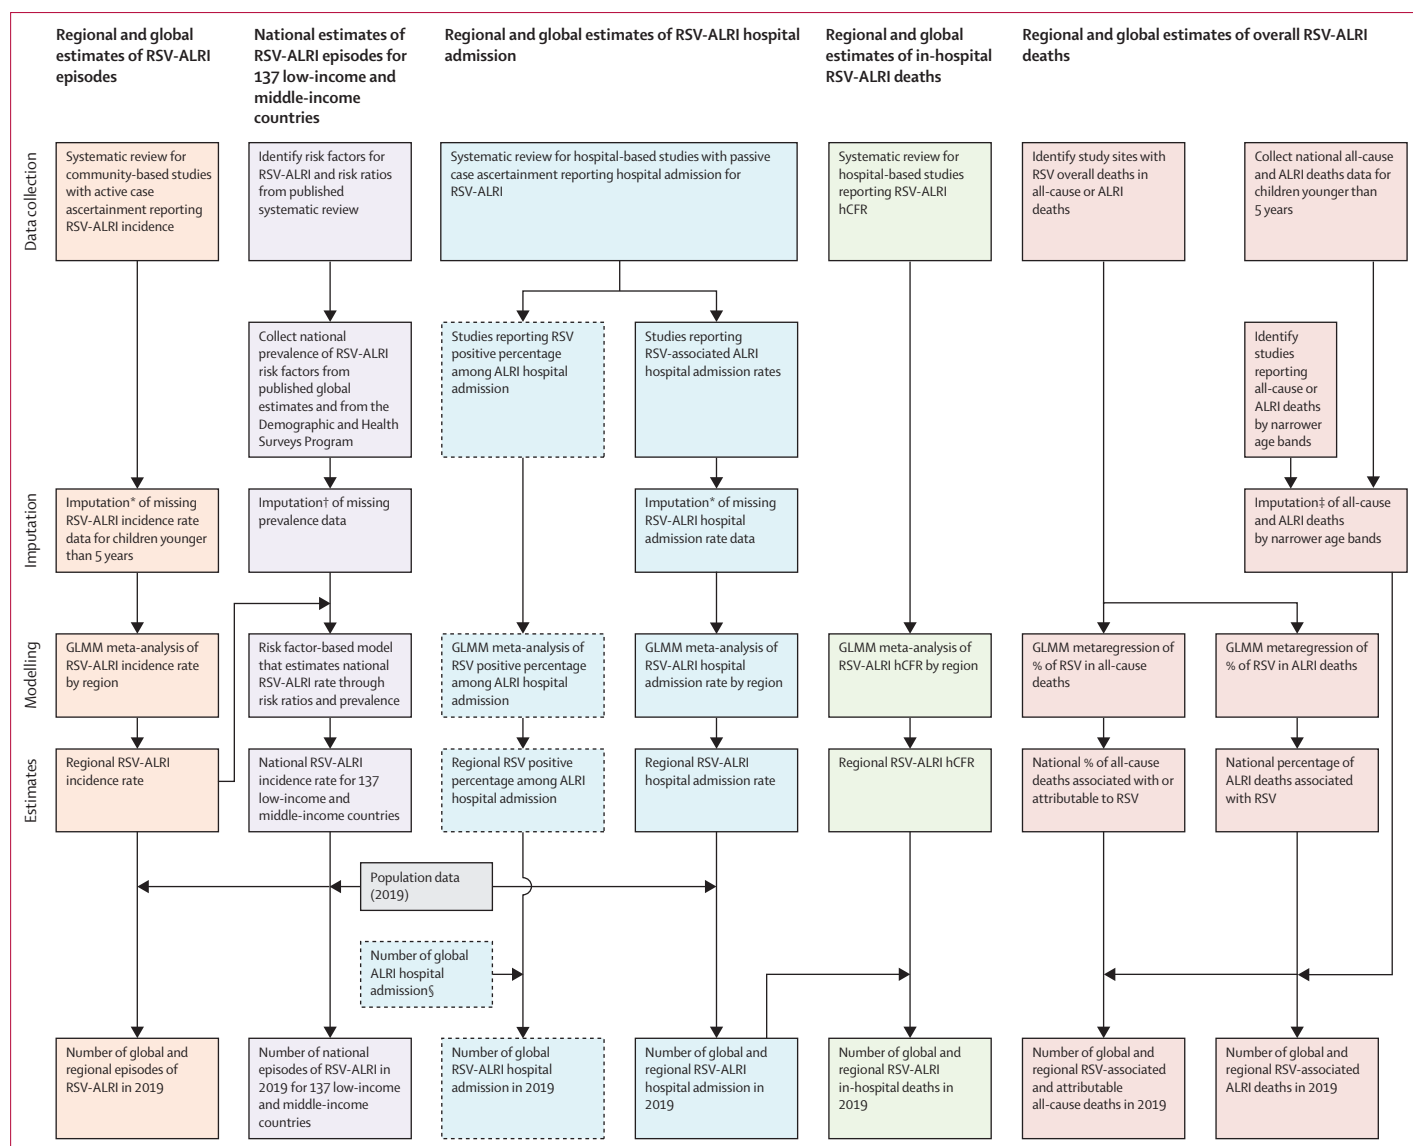 Regional and global
estimates of RSV-ALRI
episodes
National estimates of
RSV-ALRI episodes for
137 low-income and
middle-income
countries
Regional and global estimates of RSV-ALRI hospital
admission
Regional and global
estimates of in-hospital
RSV-ALRI deaths
Regional and global estimates of overall RSV-ALRI
deaths
Data collection
Systematic review for
community-based studies
with active case
ascertainment reporting
RSV-ALRI incidence
Identify risk factors for
RSV-ALRI and risk ratios
from published
systematic review
Systematic review for hospital-based studies with passive
case ascertainment reporting hospital admission for
RSV-ALRI
Systematic review for
hospital-based studies
reporting RSV-ALRI
hCFR
Identify study sites with
RSV overall deaths in
all-cause or ALRI
deaths
Collect national all-cause
and ALRI deaths data for
children younger than
5 years
Collect national
prevalence of RSV-ALRI
risk factors from
published global
estimates and from the
Demographic and Health
Surveys Program
Studies reporting RSV
positive percentage
among ALRI hospital
admission
Studies reporting
RSV-associated ALRI
hospital admission rates
Identify
studies
reporting
all-cause or
ALRI deaths
by narrower
age bands
Imputation
Imputation* of missing
RSV-ALRI incidence rate
data for children younger
than 5 years
Imputation† of missing
prevalence data
Imputation* of missing
RSV-ALRI hospital
admission rate data
Imputation‡ of all-cause
and ALRI deaths
by narrower age bands
Modelling
GLMM meta-analysis of
RSV-ALRI incidence rate
by region
Risk factor-based model
that estimates national
RSV-ALRI rate through
risk ratios and prevalence
GLMM meta-analysis of
RSV positive percentage
among ALRI hospital
admission
GLMM meta-analysis of
RSV-ALRI hospital
admission rate by region
GLMM meta-analysis of
RSV-ALRI hCFR by region
GLMM metaregression of
% of RSV in all-cause
deaths
GLMM metaregression of
% of RSV in ALRI deaths
Estimates
Regional RSV-ALRI
incidence rate
National RSV-ALRI
incidence rate for 137
low-income and
middle-income countries
Regional RSV positive
percentage among ALRI
hospital admission
Regional RSV-ALRI
hospital admission rate
Regional RSV-ALRI hCFR
National % of all-cause
deaths associated with or
attributable to RSV
National percentage of
ALRI deaths associated
with RSV
Population data
(2019)
Number of global
ALRI hospital
admission§
Number of global and
regional episodes of
RSV-ALRI in 2019
Number of national
episodes of RSV-ALRI in
2019 for 137 low-income
and middle-income
countries
Number of global
RSV-ALRI hospital
admission in 2019
Number of global and
regional RSV-ALRI
hospital admission in
2019
Number of global and
regional RSV-ALRI
in-hospital deaths in
2019
Number of global and
regional RSV-associated
and attributable
all-cause deaths in 2019
Number of global and
regional RSV-associated
ALRI deaths in 2019